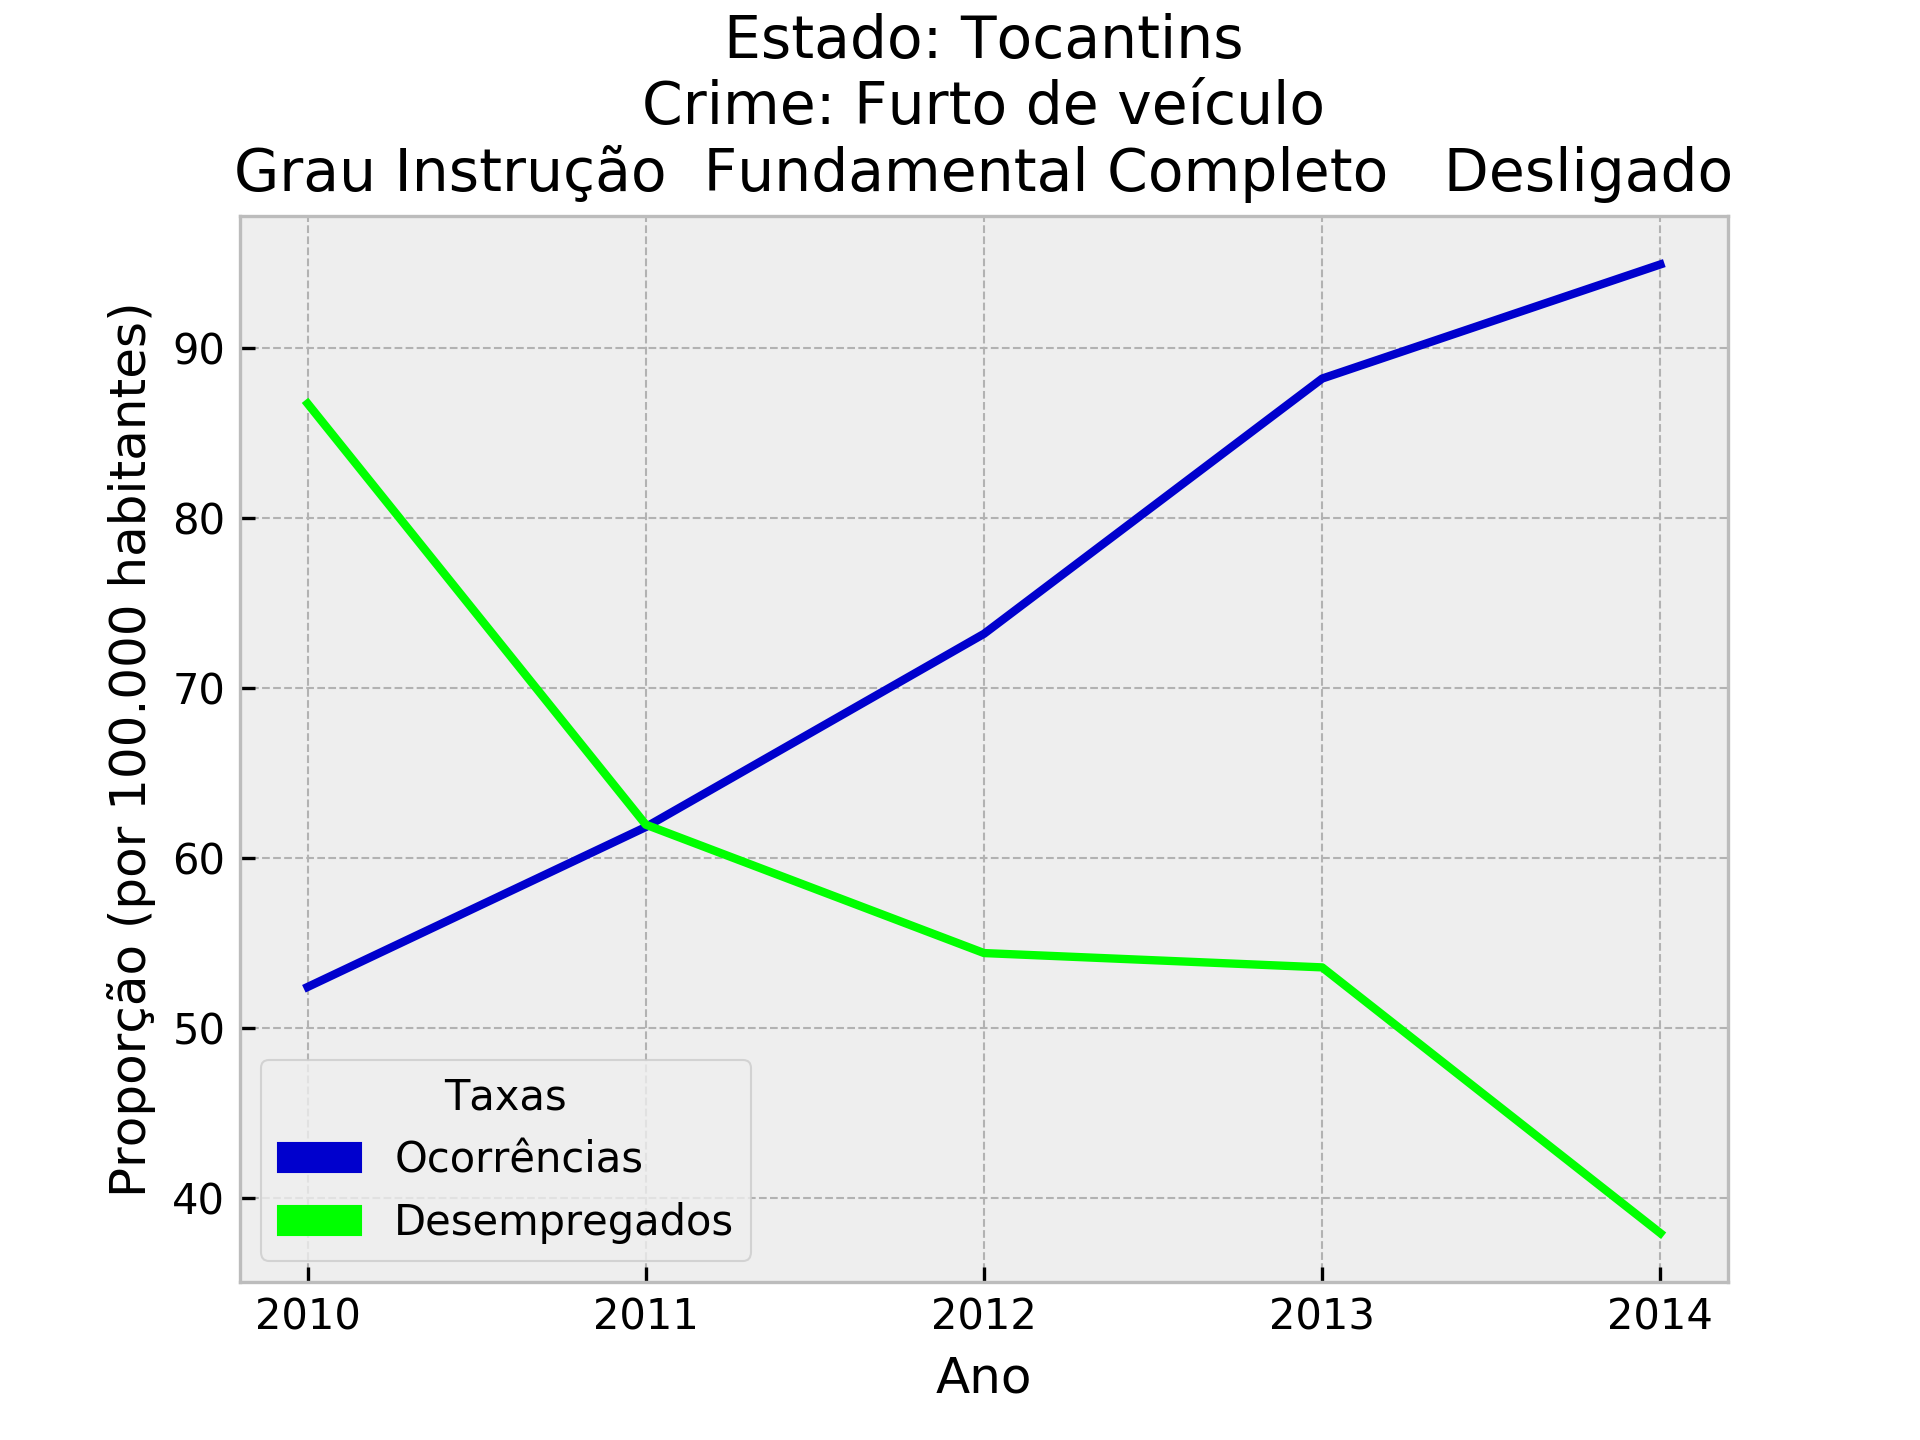 Estado: Tocantins
Crime: Furto de veículo
Grau Instrução  Fundamental Completo   Desligado
Proporção (por 100.000 habitantes)
90
80
70
60
50
40
Taxas
Ocorrências
Desempregados
2010 2011 2012 2013 2014
Ano